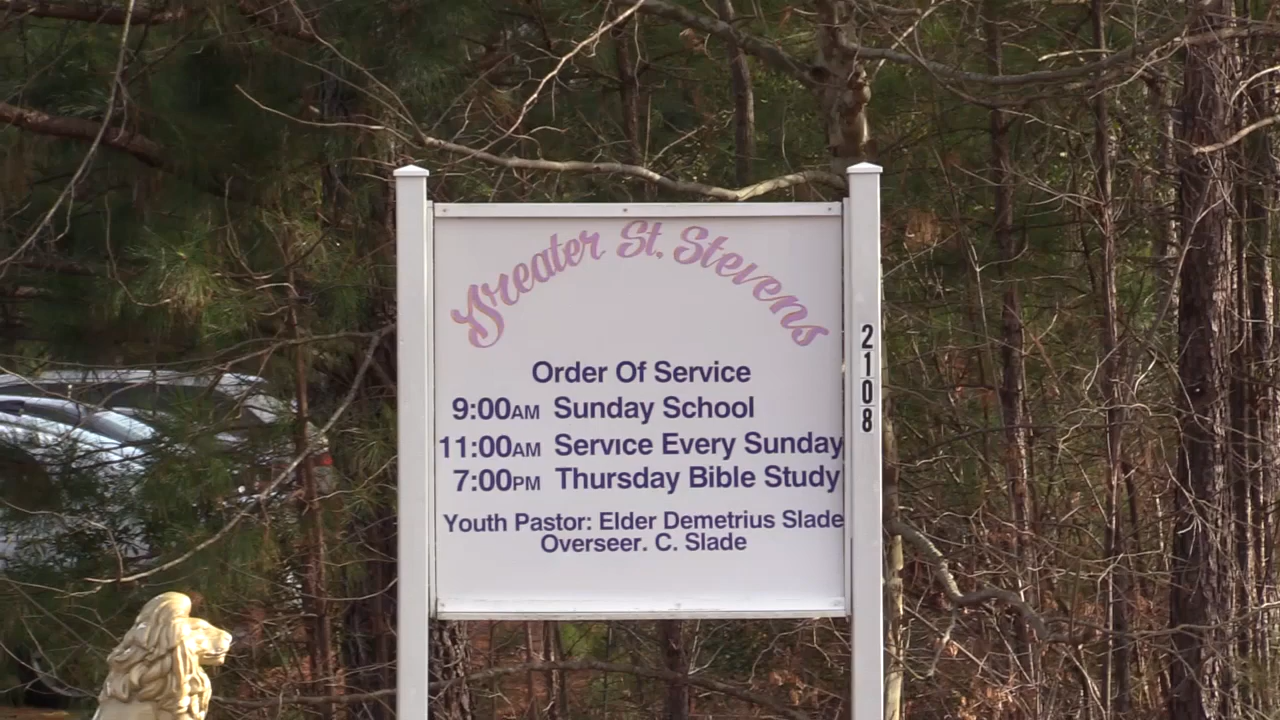 Greater St. Stevens
Order Of Service
9:00AM Sunday School
11:00AM Service Every Sunday
7:00PM Thursday Bible Study
Youth Pastor: Elder Demetrius Slade
Overseer. C. Slade
2108